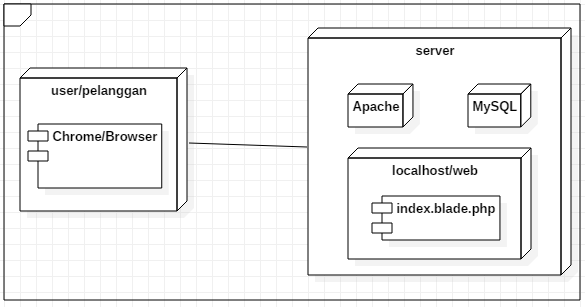 server
user/pelanggan
Apache
MySQL
Chrome/Browser
localhost/web
index.blade.php